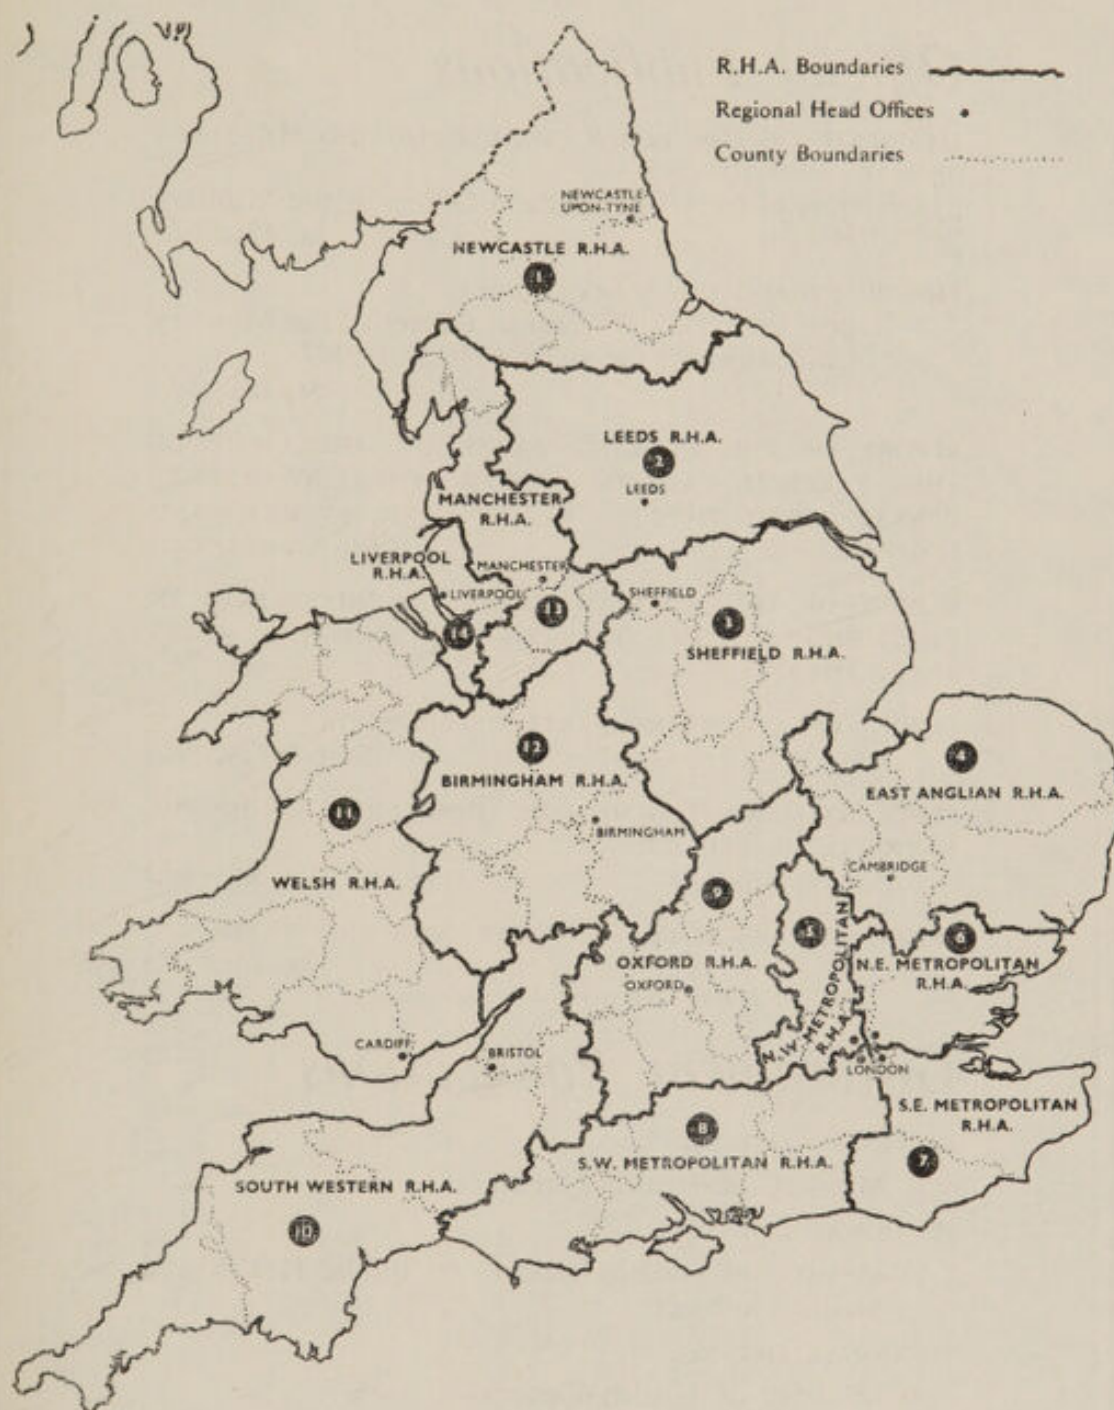 R.H.A. Boundaries
Regional Head Offices
County Boundaries
NEWCASTLE-
UPON-TYNE
NEWCASTLE R.H.A.
1
LEEDS R.H.A.
2
LEEDS
MANCHESTER
R.H.A.
LIVERPOOL
R.H.A.
MANCHESTER
LIVERPOOL
SHEFFIELD
13
3
14
SHEFFIELD R.H.A.
12
BIRMINGHAM R.H.A.
4
EAST ANGLIAN R.H.A.
11
BIRMINGHAM
CAMBRIDGE
WELSH R.H.A.
9
5
6
OXFORD R.H.A.
OXFORD
N.W. METROPOLITAN
R.H.A.
N.E. METROPOLITAN
R.H.A.
CARDIFF
BRISTOL
LONDON
S.E. METROPOLITAN
R.H.A.
8
7
S.W. METROPOLITAN R.H.A.
SOUTH WESTERN R.H.A.
10